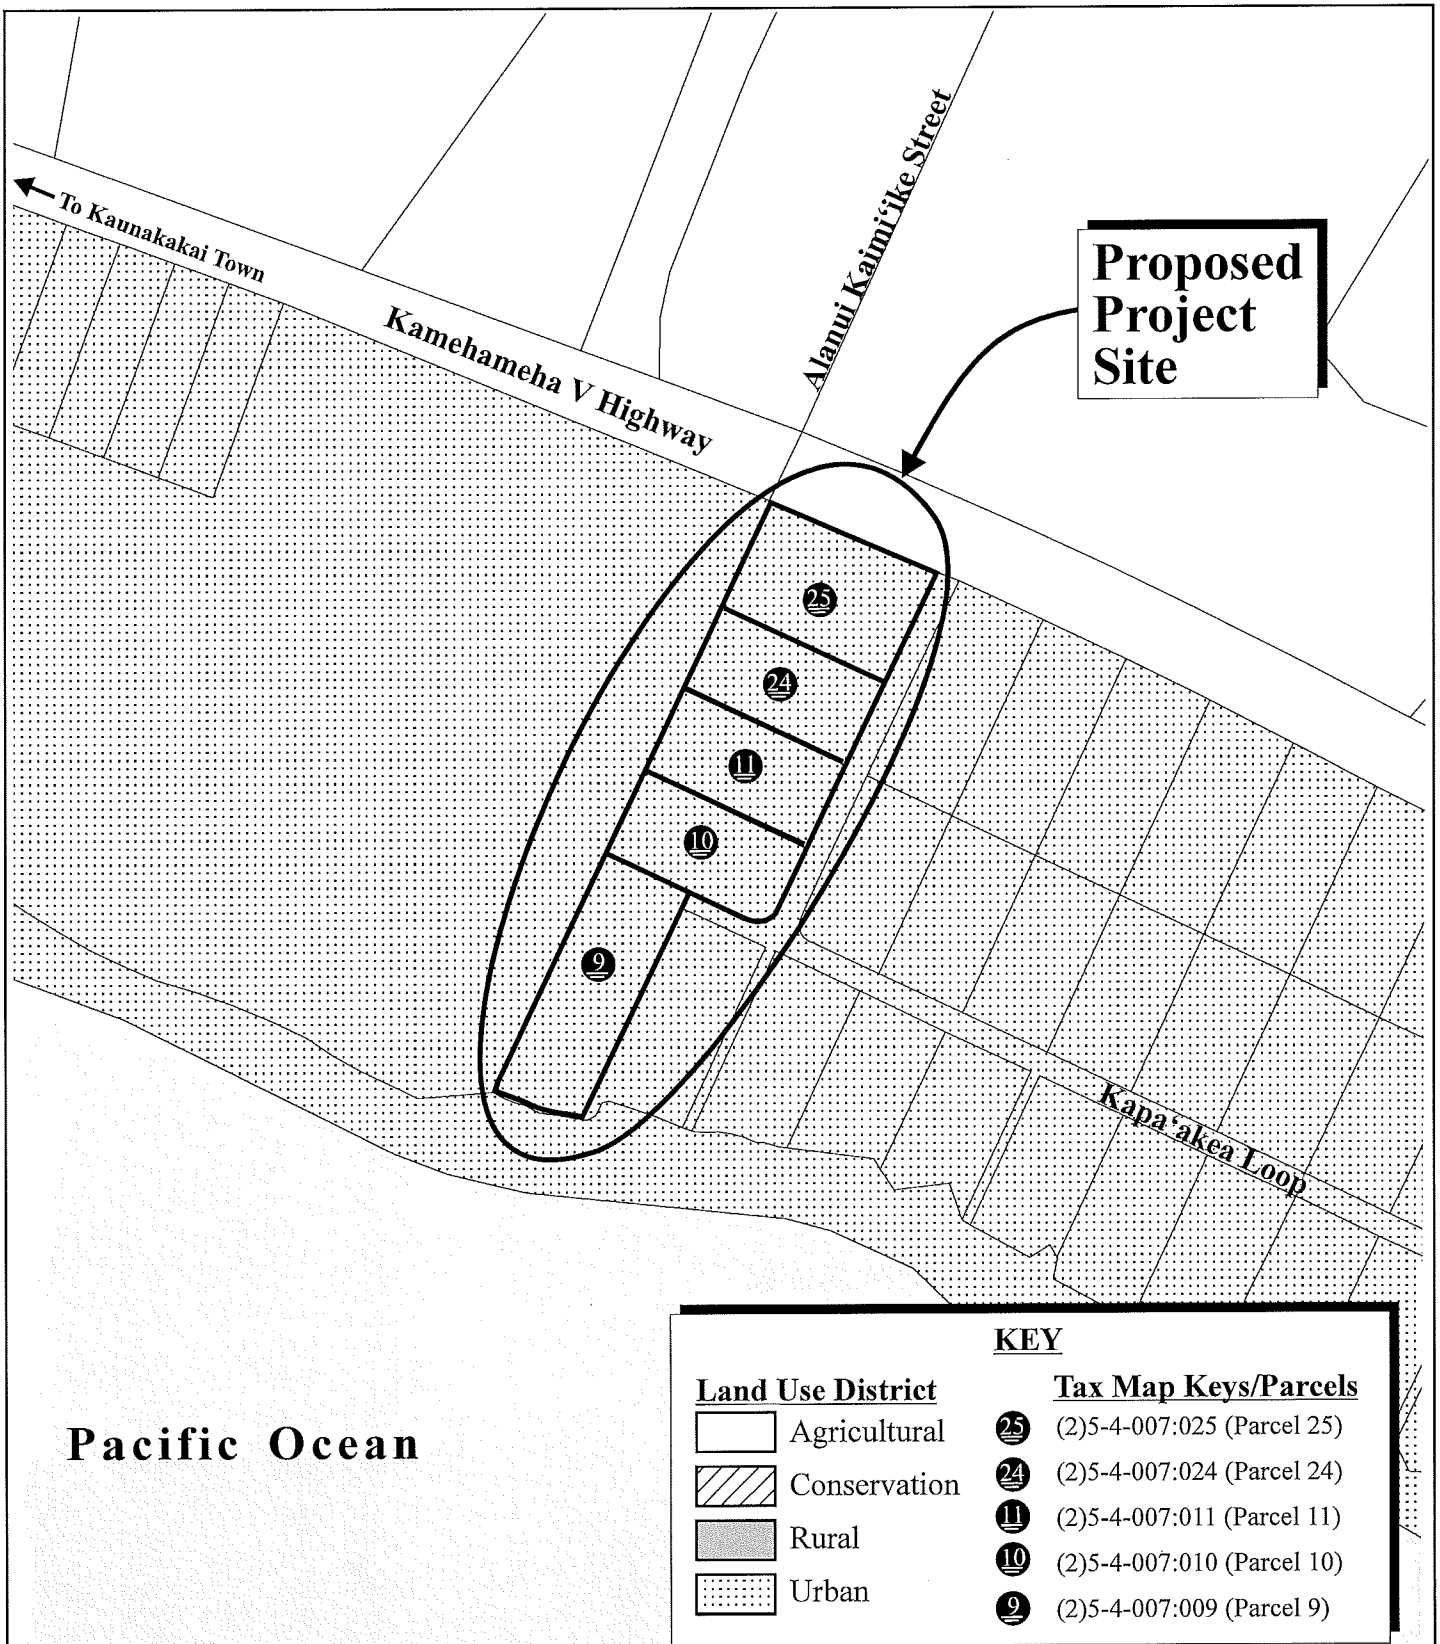 To Kaunakakai Town
Kamehameha V Highway
Alanui Kaimi‘ike Street
Proposed
Project
Site
25
24
11
10
9
Kapa‘akea Loop
Pacific Ocean
KEY
Land Use District
Agricultural
Conservation
Rural
Urban
Tax Map Keys/Parcels
25 (2)5-4-007:025 (Parcel 25)
24 (2)5-4-007:024 (Parcel 24)
11 (2)5-4-007:011 (Parcel 11)
10 (2)5-4-007:010 (Parcel 10)
9 (2)5-4-007:009 (Parcel 9)